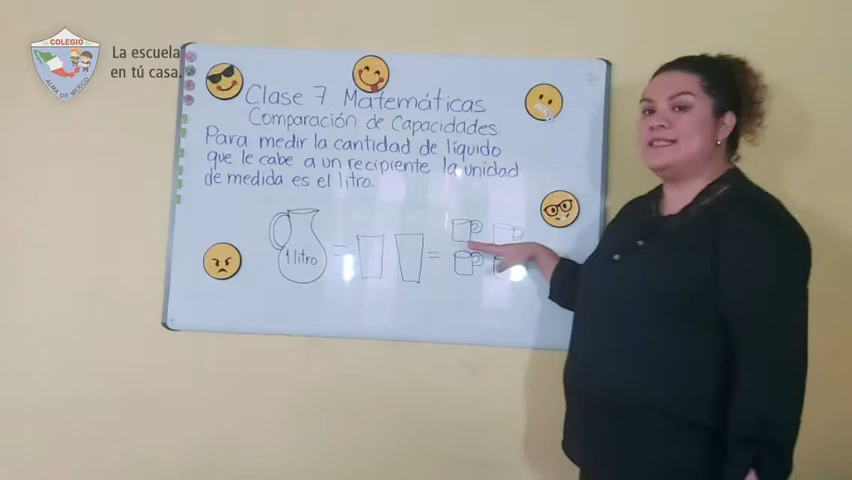 COLEGIO
ALMA DE MEXICO
La escuela
en tú casa.
Clase 7. Matemáticas
Comparación de Capacidades.
Para medir la cantidad de líquido
que le cabe a un recipiente la unidad
de medida es el litro.
1 litro = =